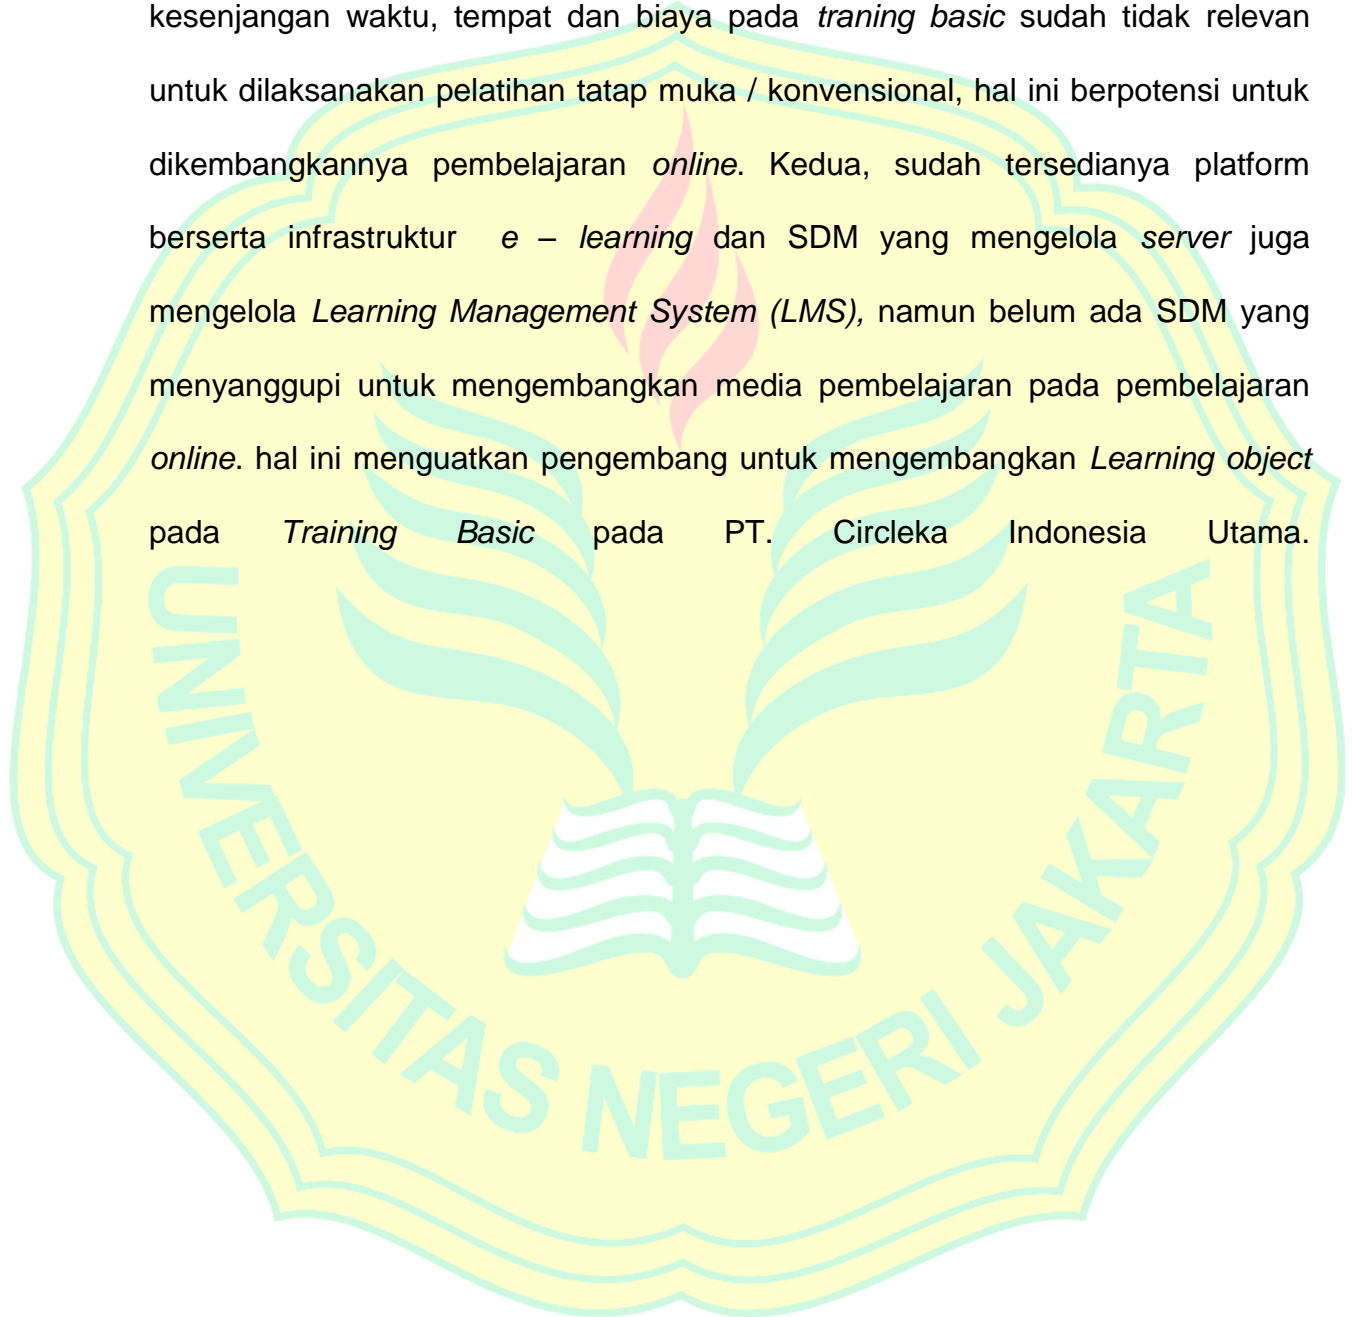 kesenjangan waktu, tempat dan biaya pada traning basic sudah tidak relevan
untuk dilaksanakan pelatihan tatap muka / konvensional, hal ini berpotensi untuk
dikembangkannya pembelajaran online. Kedua, sudah tersedianya platform
berserta infrastruktur e – learning dan SDM yang mengelola server juga
mengelola Learning Management System (LMS), namun belum ada SDM yang
menyanggupi untuk mengembangkan media pembelajaran pada pembelajaran
online. hal ini menguatkan pengembang untuk mengembangkan Learning object
pada Training Basic pada PT. Circleka Indonesia Utama.
UNIVERSITAS NEGERI JAKARTA